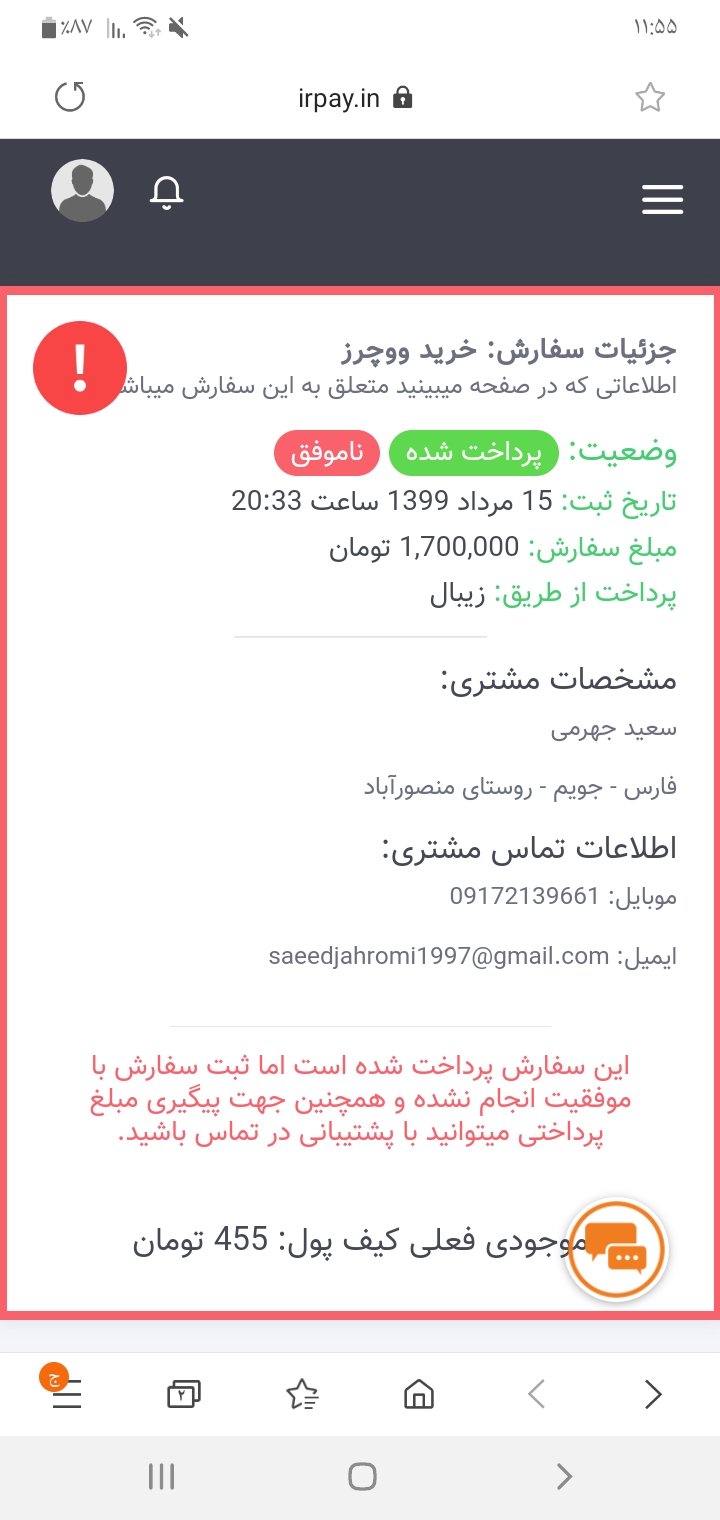 ٪۸۷
۱۱:۵۵
irpay.in
جزئیات سفارش: خرید ووچرز
اطلاعاتی که در صفحه میبینید متعلق به این سفارش میباش
وضعیت: پرداخت شده ناموفق
تاریخ ثبت: 15 مرداد 1399 ساعت 20:33
مبلغ سفارش: 1,700,000 تومان
پرداخت از طریق: زیبال
مشخصات مشتری:
سعید جهرمی
فارس - جویم - روستای منصورآباد
اطلاعات تماس مشتری:
موبایل: 09172139661
ایمیل: saeedjahromi1997@gmail.com
این سفارش پرداخت شده است اما ثبت سفارش با
موفقیت انجام نشده و همچنین جهت پیگیری مبلغ
پرداختی میتوانید با پشتیبانی در تماس باشید.
موجودی فعلی کیف پول: 455 تومان
ج
۲